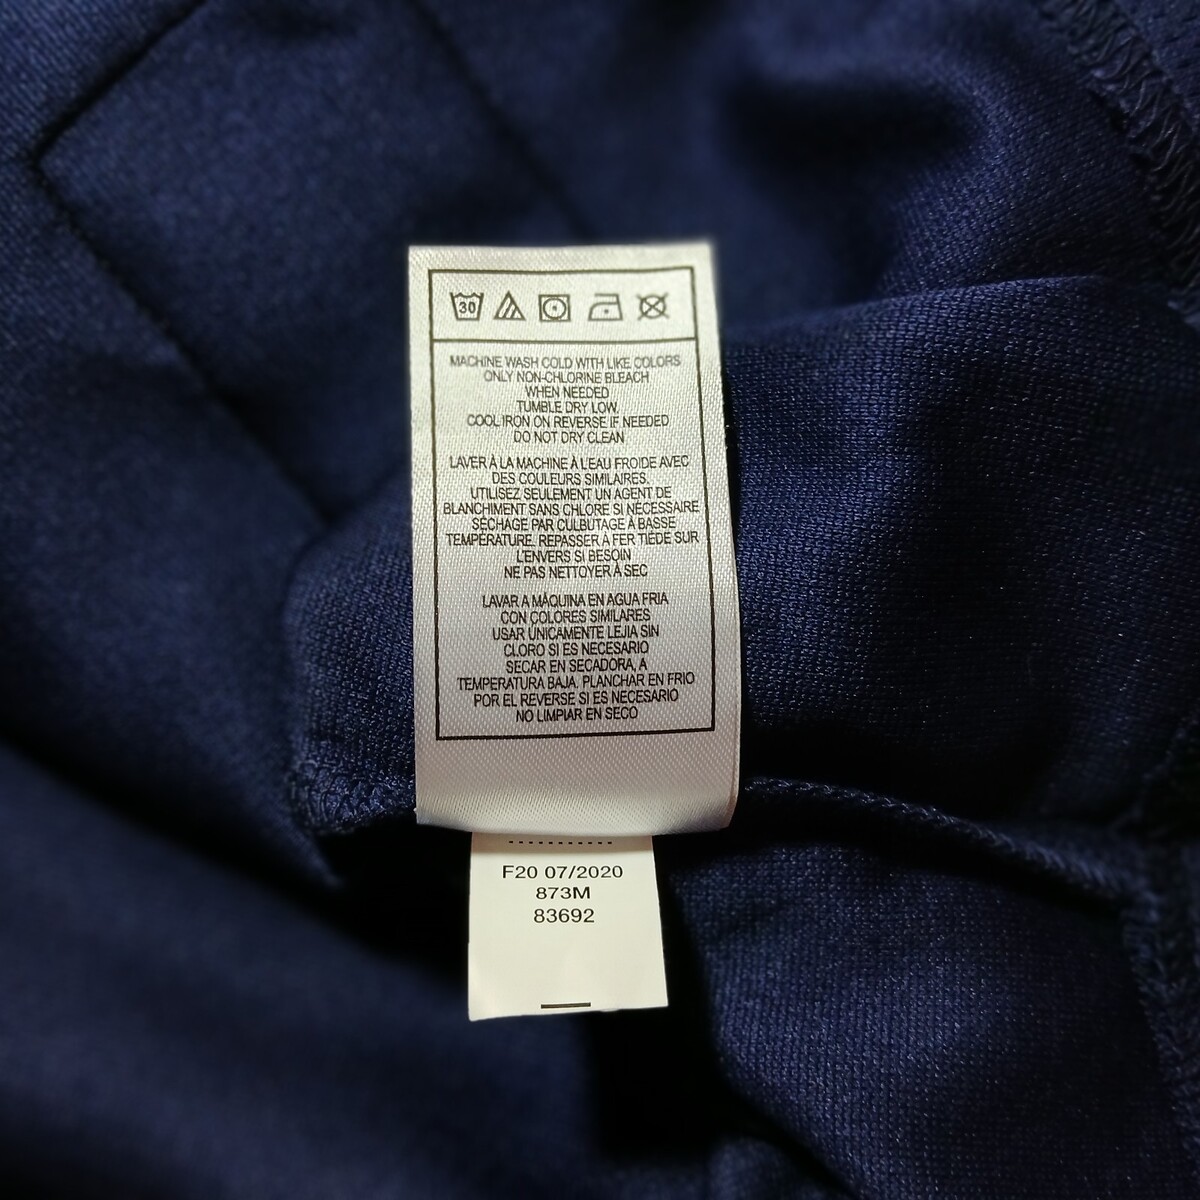 30
MACHINE WASH COLD WITH LIKE COLORS
ONLY NON-CHLORINE BLEACH
WHEN NEEDED
TUMBLE DRY LOW.
COOL IRON ON REVERSE IF NEEDED
DO NOT DRY CLEAN
LAVER À LA MACHINE À L'EAU FROIDE AVEC
DES COULEURS SIMILAIRES.
UTILISEZ SEULEMENT UN AGENT DE
BLANCHIMENT SANS CHLORE SI NÉCESSAIRE
SÉCHAGE PAR CULBUTAGE À BASSE
TEMPÉRATURE. REPASSER À FER TIÈDE SUR
L'ENVERS SI BESOIN
NE PAS NETTOYER À SEC
LAVAR A MÁQUINA EN AGUA FRIA
CON COLORES SIMILARES
USAR ÚNICAMENTE LEJIA SIN
CLORO SI ES NECESARIO
SECAR EN SECADORA, A
TEMPERATURA BAJA. PLANCHAR EN FRIO
POR EL REVERSE SI ES NECESARIO
NO LIMPIAR EN SECO
F20 07/2020
873M
83692